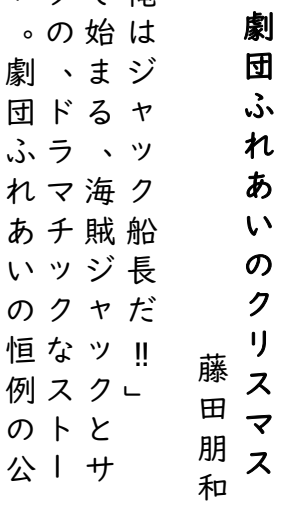 劇団ふれあいのクリスマス
藤田朋和
俺はジャック船長だ‼」
で始まる、海賊ジャックとサ
の、ドラマチックなストー
。劇団ふれあいの恒例の公